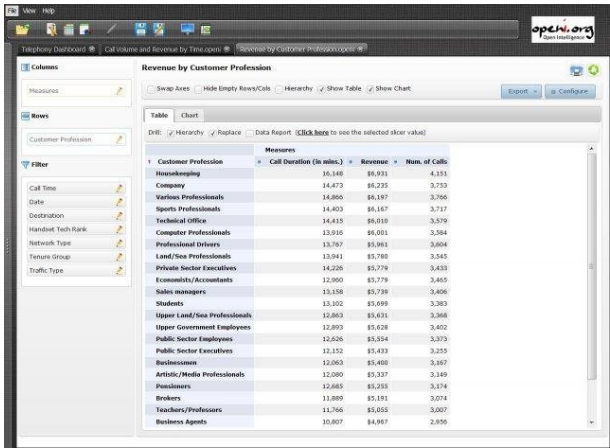 File View Help
openi.org
Open Intelligence
Telephony Dashboard
Call Volume and Revenue by Time.openi
Revenue by Customer Profession.openi
Columns
Measures
Rows
Customer Profession
Filter
Call Time
Date
Destination
Handset Tech Rank
Network Type
Tenure Group
Traffic Type
Revenue by Customer Profession
Swap Axes Hide Empty Rows/Cols Hierarchy Show Table Show Chart
Export Configure
Table Chart
Drill: Hierarchy Replace Data Report (Click here to see the selected slicer value)
Measures
Customer Profession Call Duration (in mins.) Revenue Num. of Calls
Housekeeping 16,148 $6,931 4,151
Company 14,473 $6,235 3,753
Various Professionals 14,866 $6,197 3,766
Sports Professionals 14,403 $6,167 3,717
Technical Office 14,415 $6,010 3,579
Computer Professionals 13,916 $6,001 3,584
Professional Drivers 13,767 $5,961 3,604
Land/Sea Professionals 13,941 $5,780 3,545
Private Sector Executives 14,226 $5,779 3,433
Economists/Accountants 12,960 $5,779 3,465
Sales managers 13,158 $5,739 3,406
Students 13,102 $5,699 3,383
Upper Land/Sea Professionals 12,863 $5,631 3,368
Upper Government Employees 12,893 $5,628 3,402
Public Sector Employees 12,626 $5,554 3,373
Public Sector Executives 12,152 $5,433 3,255
Businessmen 12,063 $5,400 3,167
Artistic/Media Professionals 12,080 $5,337 3,149
Pensioners 12,685 $5,255 3,174
Brokers 11,889 $5,191 3,074
Teachers/Professors 11,766 $5,055 3,007
Business Agents 10,807 $4,967 2,956